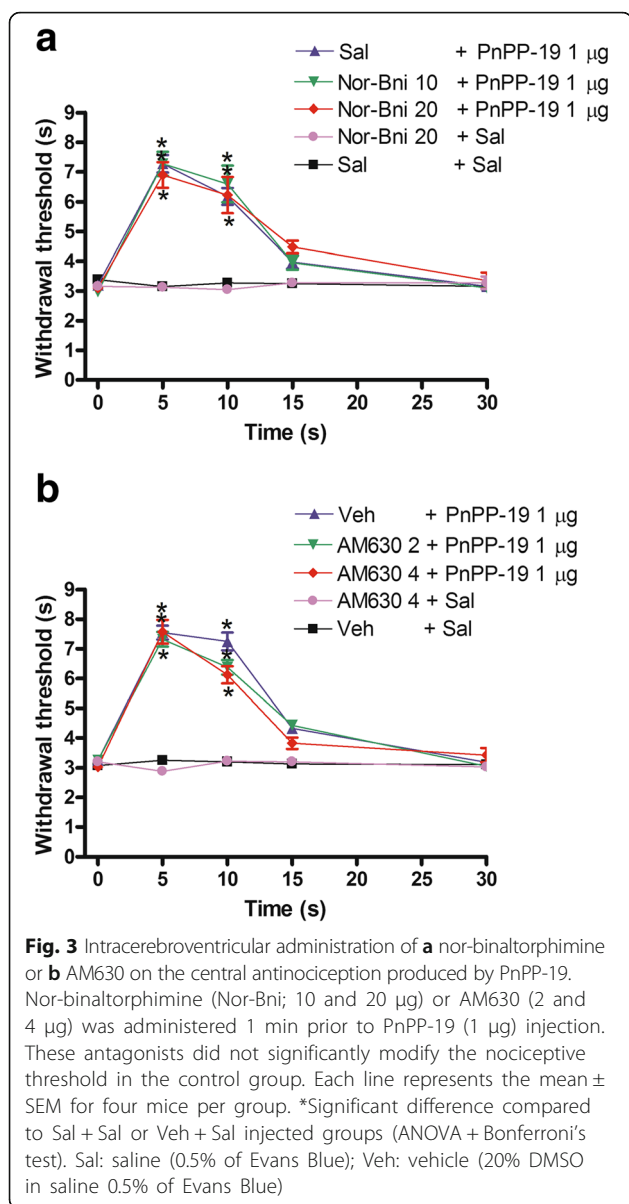 a
Sal + PnPP-19 1 μg
Nor-Bni 10 + PnPP-19 1 μg
Nor-Bni 20 + PnPP-19 1 μg
Nor-Bni 20 + Sal
Sal + Sal
Withdrawal threshold (s)
9
8
7
6
5
4
3
2
1
0
* * * * * *
0 5 10 15 20 25 30
Time (s)
b
Veh + PnPP-19 1 μg
AM630 2 + PnPP-19 1 μg
AM630 4 + PnPP-19 1 μg
AM630 4 + Sal
Veh + Sal
Withdrawal threshold (s)
9
8
7
6
5
4
3
2
1
0
* * * * * *
0 5 10 15 20 25 30
Time (s)
Fig. 3 Intracerebroventricular administration of a nor-binaltorphimine
or b AM630 on the central antinociception produced by PnPP-19.
Nor-binaltorphimine (Nor-Bni; 10 and 20 μg) or AM630 (2 and
4 μg) was administered 1 min prior to PnPP-19 (1 μg) injection.
These antagonists did not significantly modify the nociceptive
threshold in the control group. Each line represents the mean ±
SEM for four mice per group. *Significant difference compared
to Sal + Sal or Veh + Sal injected groups (ANOVA + Bonferroni's
test). Sal: saline (0.5% of Evans Blue); Veh: vehicle (20% DMSO
in saline 0.5% of Evans Blue)